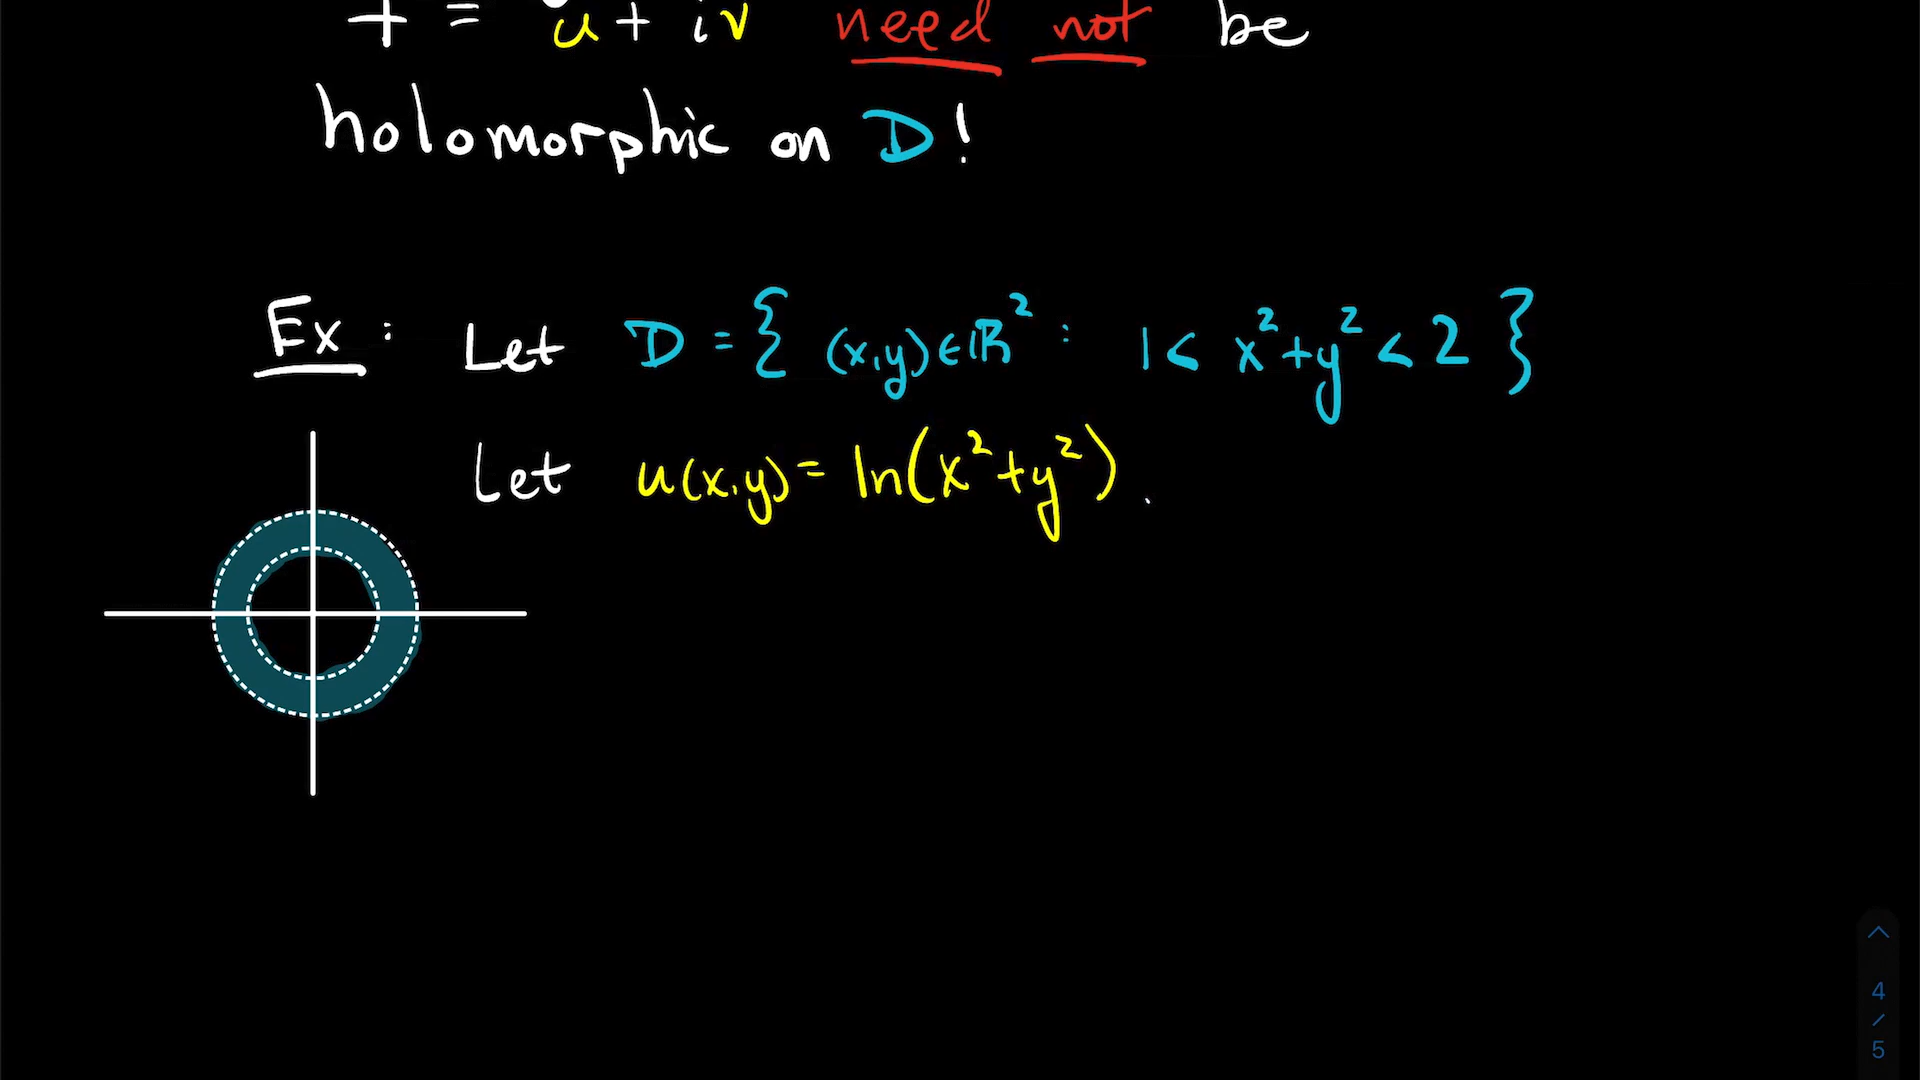 f = u + iv need not be
holomorphic on D!
Ex: Let D = { (x,y) ∈ ℝ² : 1 < x² + y² < 2 }
Let u(x,y) = ln(x² + y²).
4
/
5